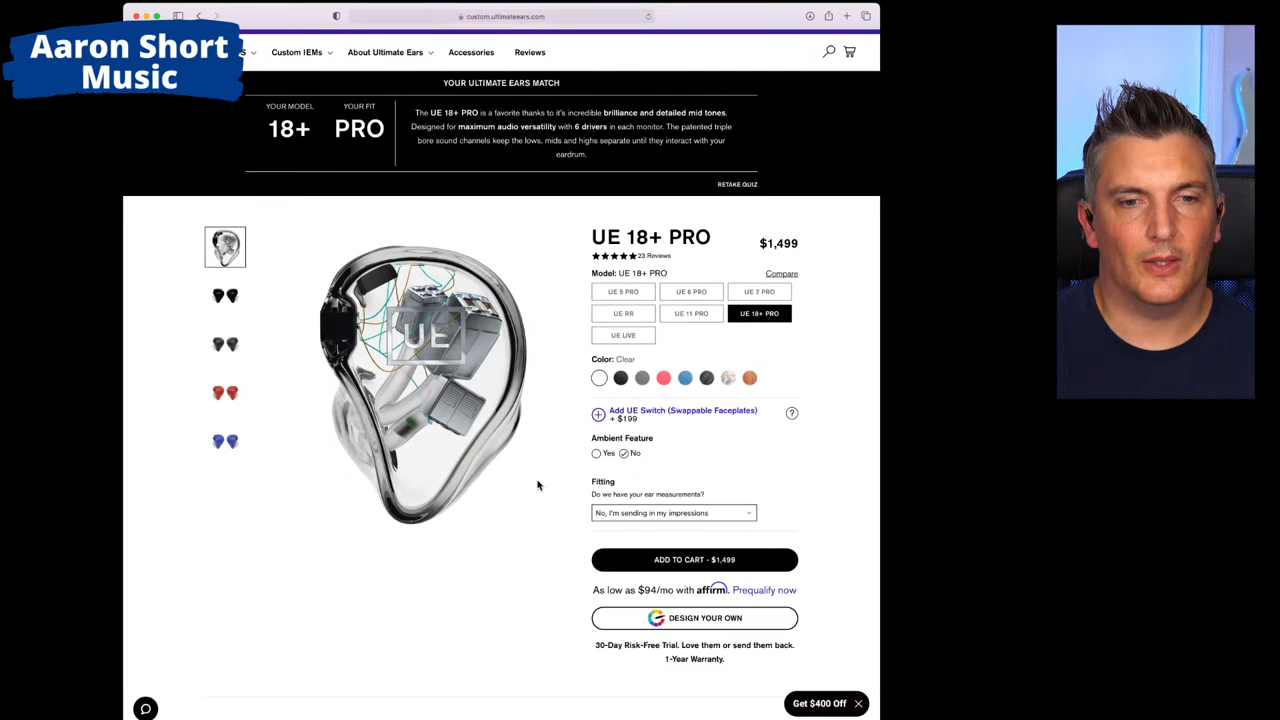 custom.ultimateears.com
Aaron Short
Music
S
Custom IEMs
About Ultimate Ears
Accessories
Reviews
YOUR ULTIMATE EARS MATCH
YOUR MODEL
18+
YOUR FIT
PRO
The UE 18+ PRO is a favorite thanks to it's incredible brilliance and detailed mid tones.
Designed for maximum audio versatility with 6 drivers in each monitor. The patented triple
bore sound channels keep the lows, mids and highs separate until they interact with your
eardrum.
RETAKE QUIZ
UE
UE 18+ PRO
$1,499
23 Reviews
Model: UE 18+ PRO
Compare
UE 5 PRO
UE 6 PRO
UE 7 PRO
UE RR
UE 11 PRO
UE 18+ PRO
UE LIVE
Color: Clear
Add UE Switch (Swappable Faceplates)
+ $199
?
Ambient Feature
Yes
No
Fitting
Do we have your ear measurements?
No, I'm sending in my impressions
ADD TO CART - $1,499
As low as $94/mo with affirm. Prequalify now
DESIGN YOUR OWN
30-Day Risk-Free Trial. Love them or send them back.
1-Year Warranty.
Get $400 Off